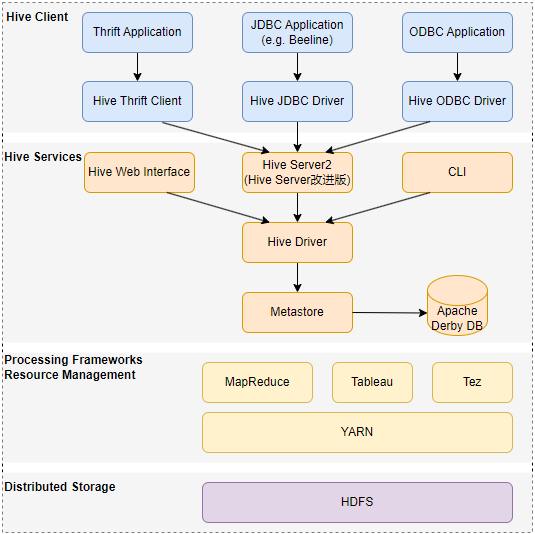 Hive Client
Thrift Application
JDBC Application
(e.g. Beeline)
ODBC Application
Hive Thrift Client
Hive JDBC Driver
Hive ODBC Driver
Hive Services
Hive Web Interface
Hive Server2
(Hive Server改进版)
CLI
Hive Driver
Metastore
Apache
Derby DB
Processing Frameworks
Resource Management
MapReduce
Tableau
Tez
YARN
Distributed Storage
HDFS